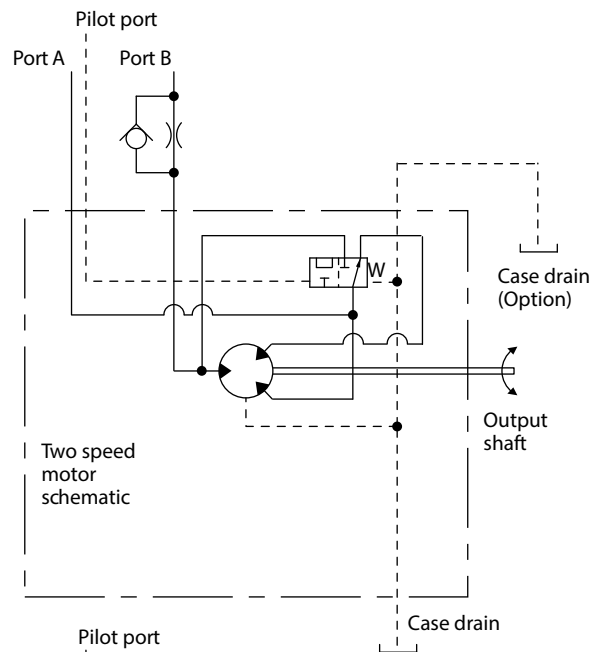 Pilot port
Port A
Port B
W
Case drain
(Option)
Output
shaft
Two speed
motor
schematic
Case drain
Pilot port